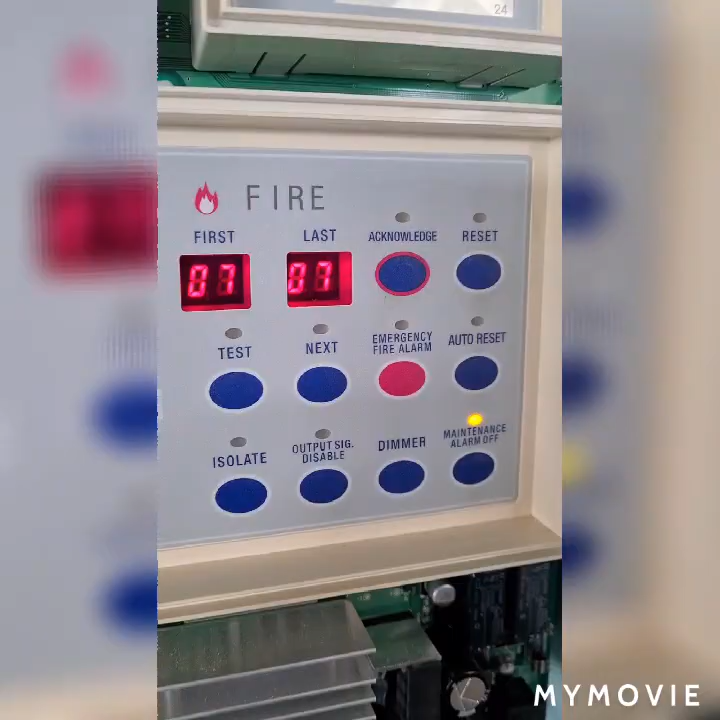 24
FIRE
FIRST
LAST
ACKNOWLEDGE
RESET
07
07
TEST
NEXT
EMERGENCY
FIRE ALARM
AUTO RESET
ISOLATE
OUTPUT SIG.
DISABLE
DIMMER
MAINTENANCE
ALARM OFF
MYMOVIE